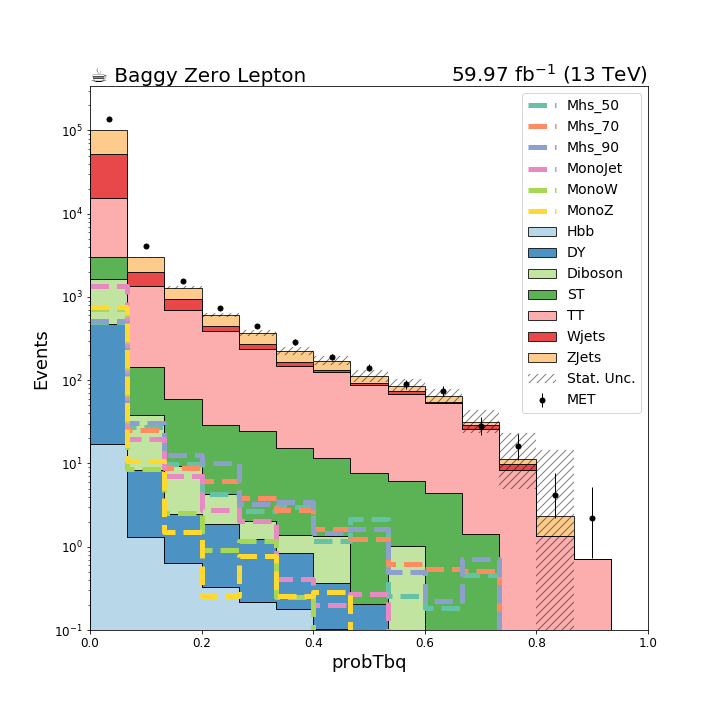 ☕ Baggy Zero Lepton
59.97 fb⁻¹ (13 TeV)
Mhs_50
Mhs_70
Mhs_90
MonoJet
MonoW
MonoZ
Hbb
DY
Diboson
ST
TT
Wjets
ZJets
Stat. Unc.
MET
Events
10⁵
10⁴
10³
10²
10¹
10⁰
10⁻¹
0.0 0.2 0.4 0.6 0.8 1.0
probTbq